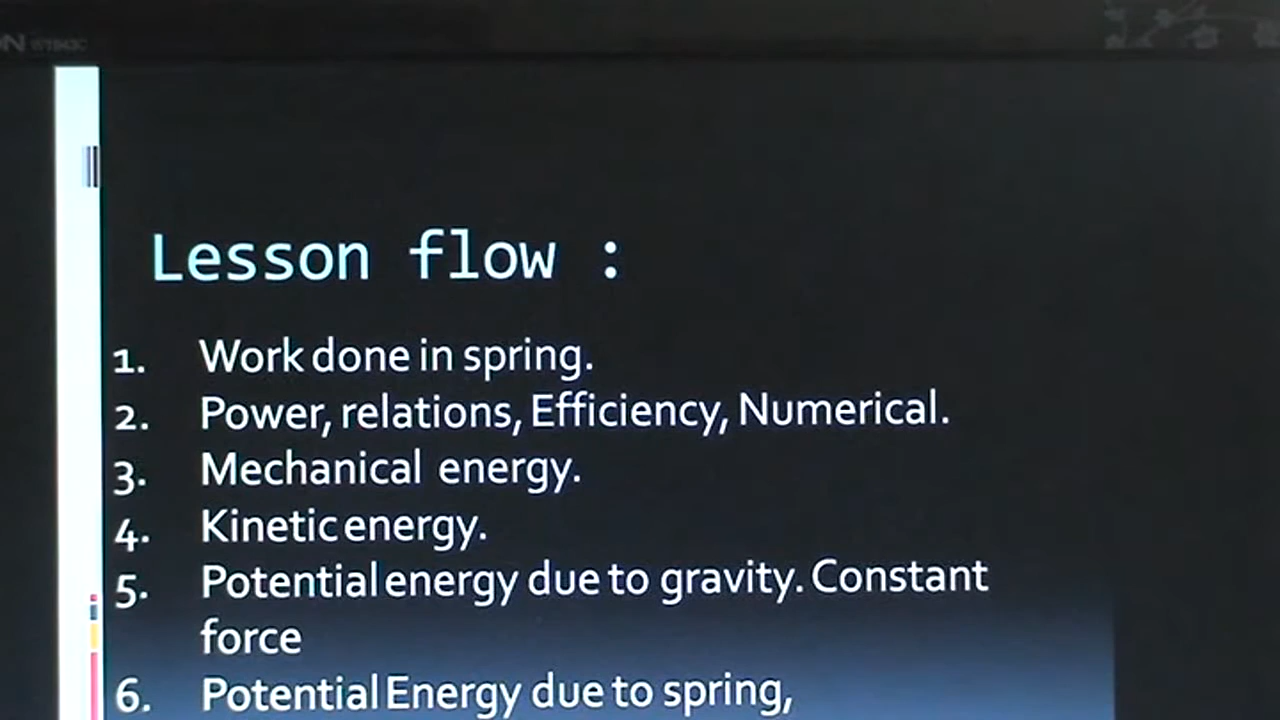 Lesson flow :
1. Work done in spring.
2. Power, relations, Efficiency, Numerical.
3. Mechanical energy.
4. Kinetic energy.
5. Potential energy due to gravity. Constant
force
6. Potential Energy due to spring,